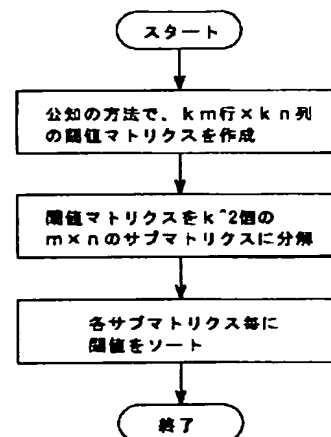 スタート
公知の方法で、km行×kn列
の閾値マトリクスを作成
閾値マトリクスをk^2個の
m×nのサブマトリクスに分解
各サブマトリクス毎に
閾値をソート
終了